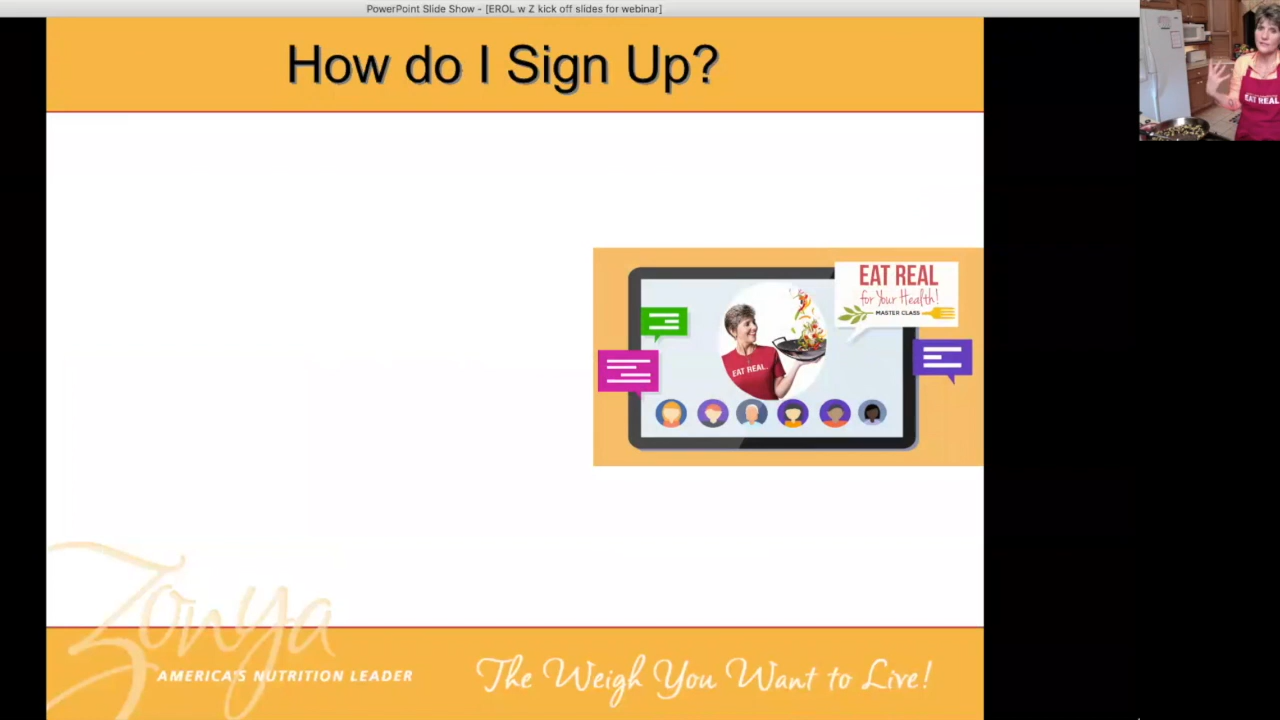 PowerPoint Slide Show - [EROL w Z kick off slides for webinar]
How do I Sign Up?
EAT REAL
EAT REAL
for Your Health!
MASTER CLASS
EAT REAL.
Zonya
AMERICA'S NUTRITION LEADER
The Weigh You Want to Live!